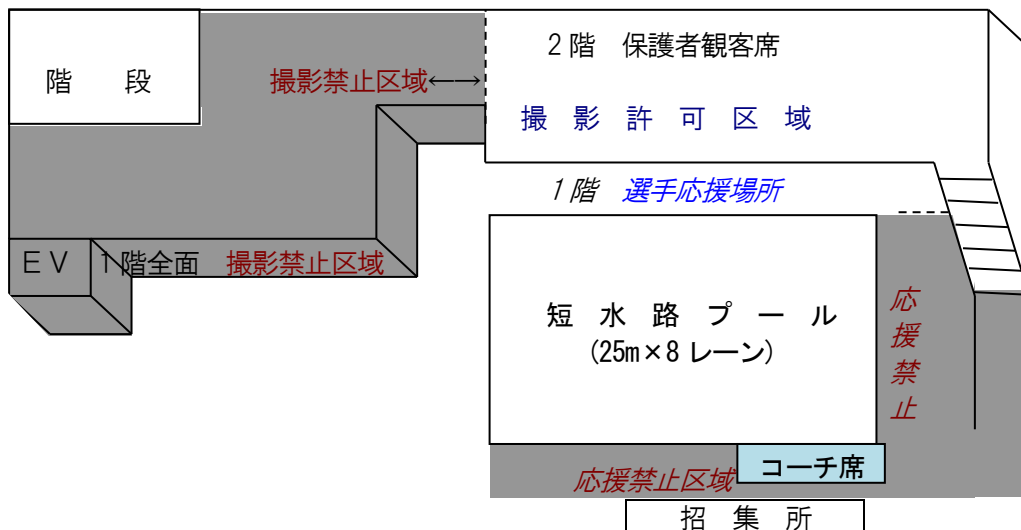 2階 保護者観客席
階 段
撮影禁止区域←→
撮 影 許 可 区 域
1階 選手応援場所
EV
1階全面 撮影禁止区域
短 水 路 プ ー ル
(25m×8レーン)
応援禁止
コーチ席
応援禁止区域
招 集 所